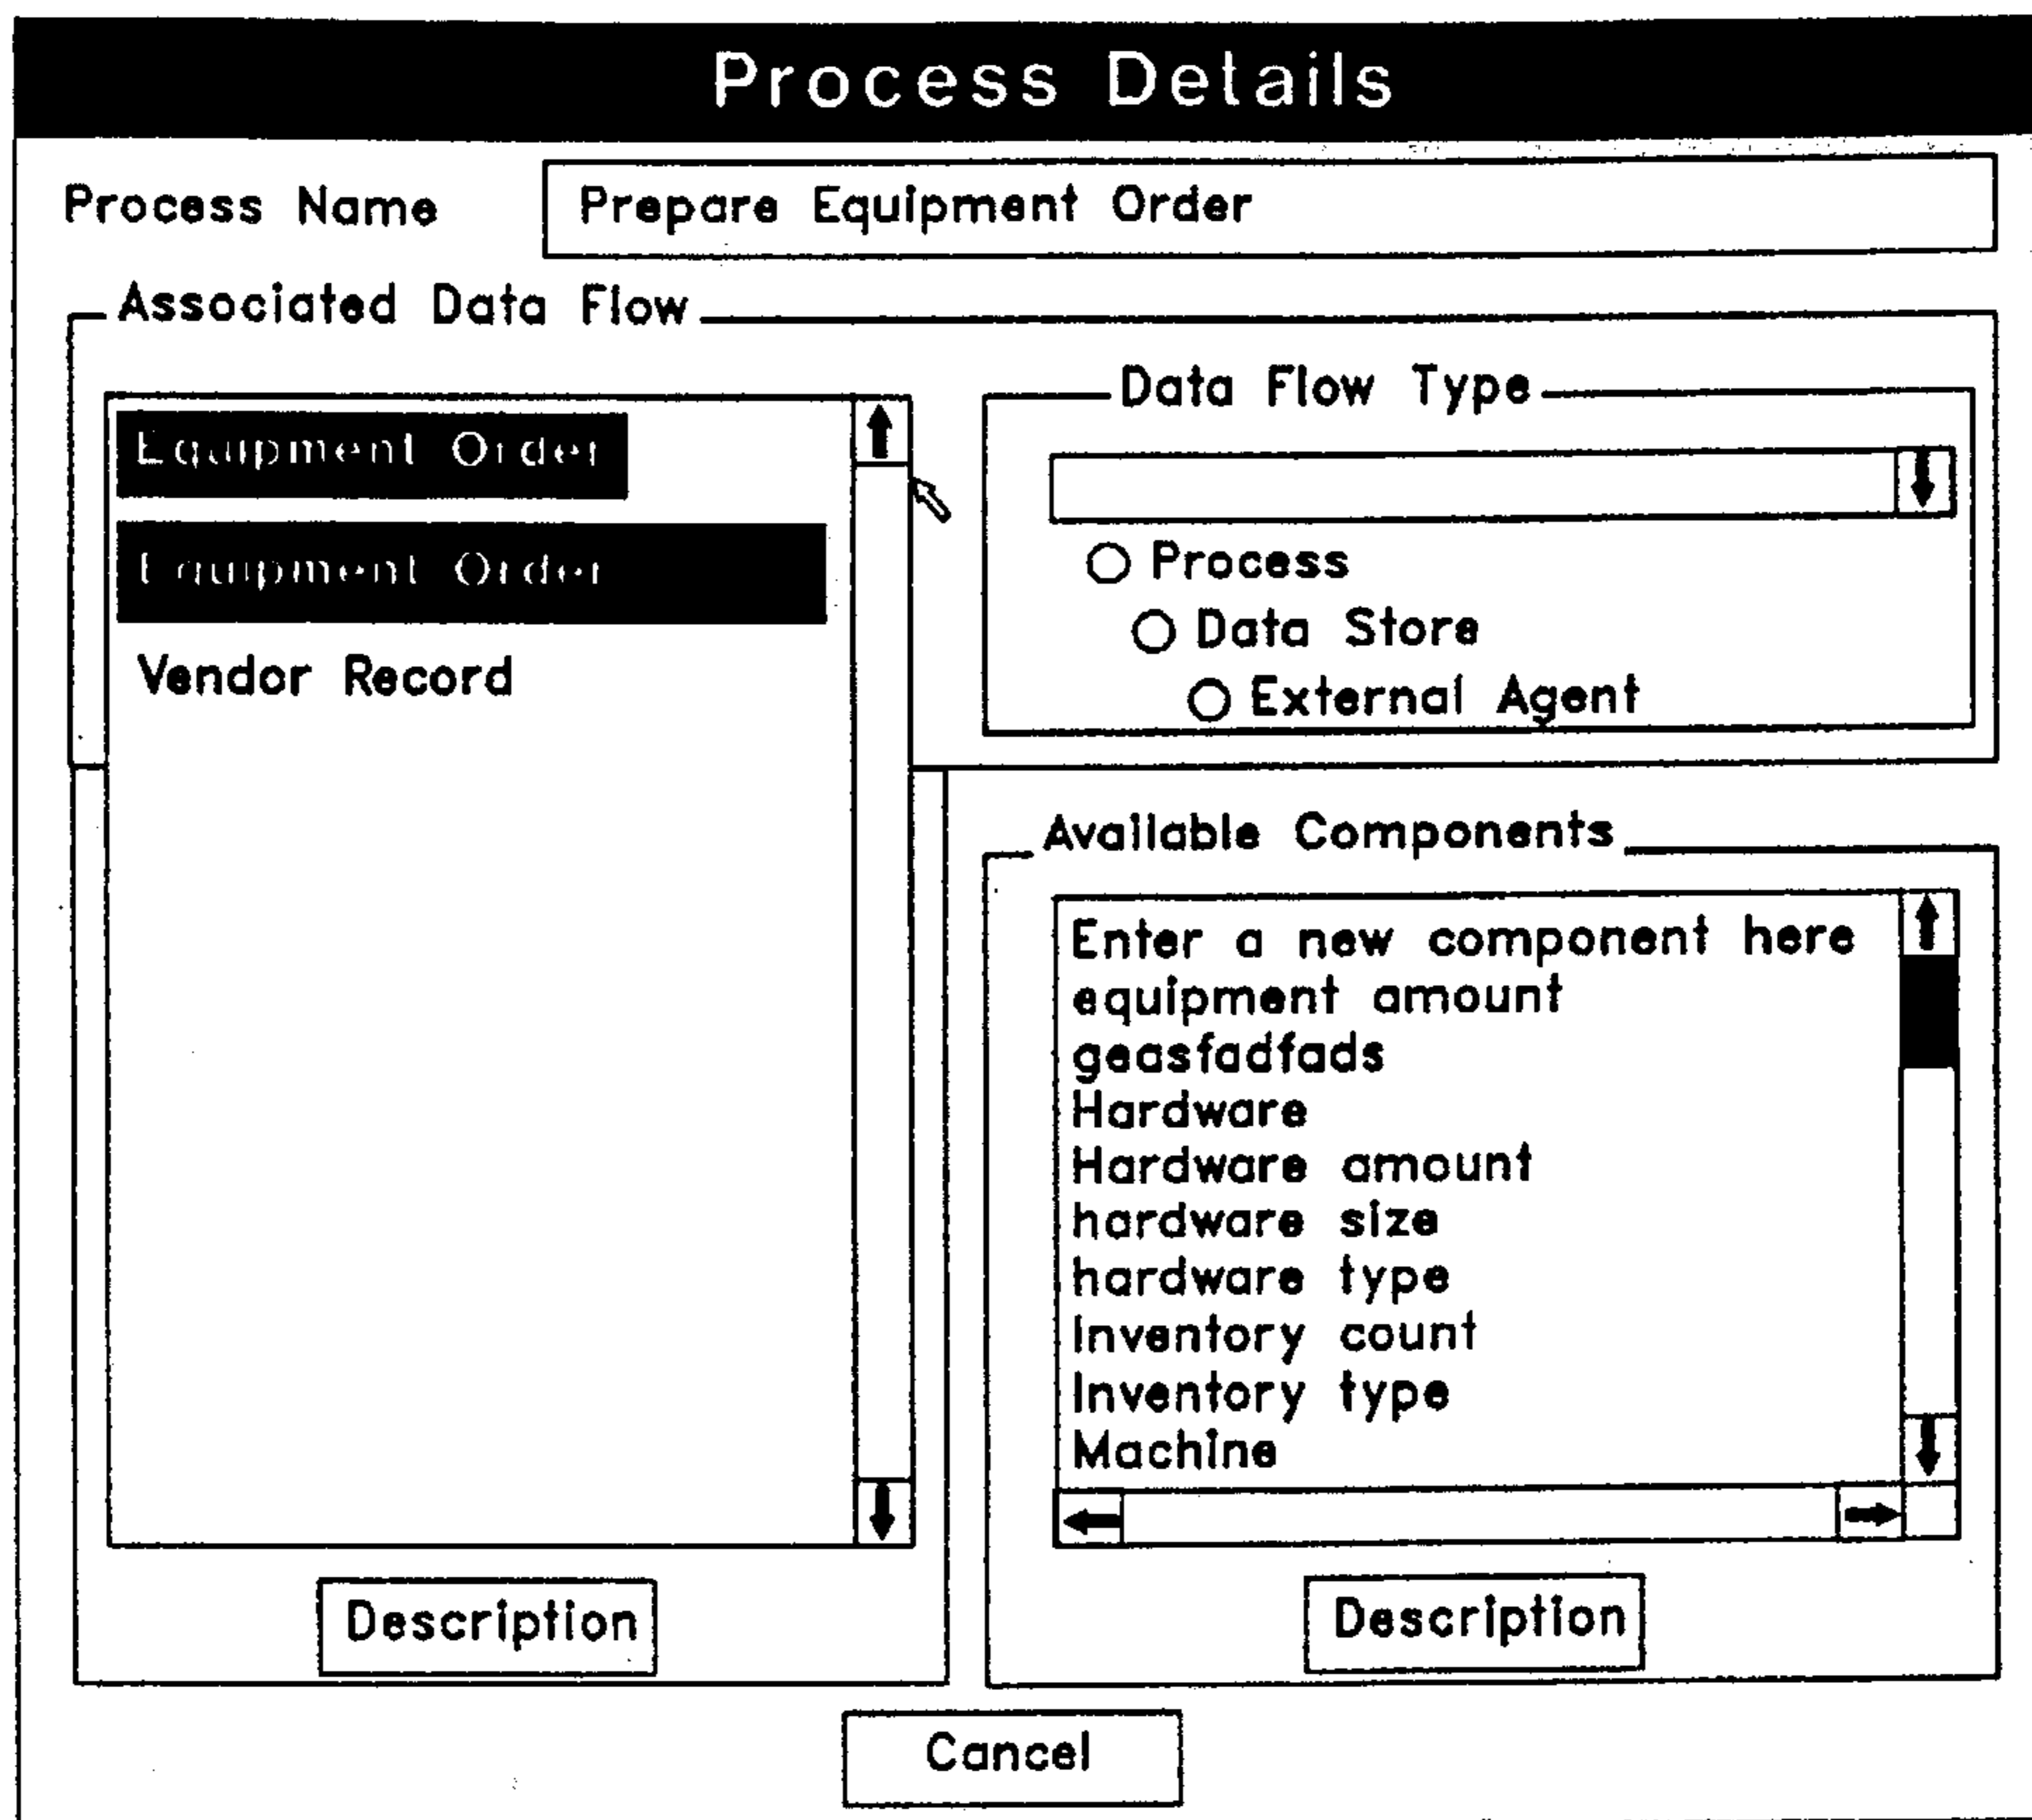 Process Details
Process Name
Prepare Equipment Order
Associated Data Flow
Equipment Order
Equipment Order
Vendor Record
Data Flow Type
Process
Data Store
External Agent
Available Components
Enter a new component here
equipment amount
geasfadfads
Hardware
Hardware amount
hardware size
hardware type
Inventory count
Inventory type
Machine
Description
Description
Cancel